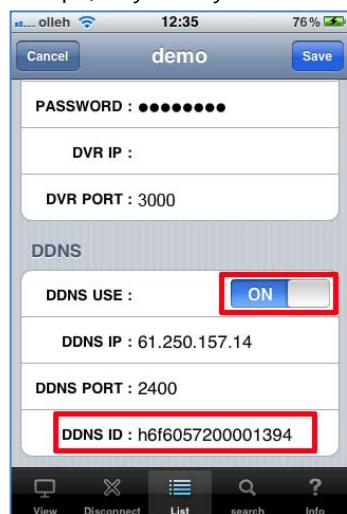 olleh 12:35 76%
Cancel demo Save
PASSWORD : ●●●●●●●●
DVR IP :
DVR PORT : 3000
DDNS
DDNS USE : ON
DDNS IP : 61.250.157.14
DDNS PORT : 2400
DDNS ID : h6f6057200001394
View Disconnect List search Info